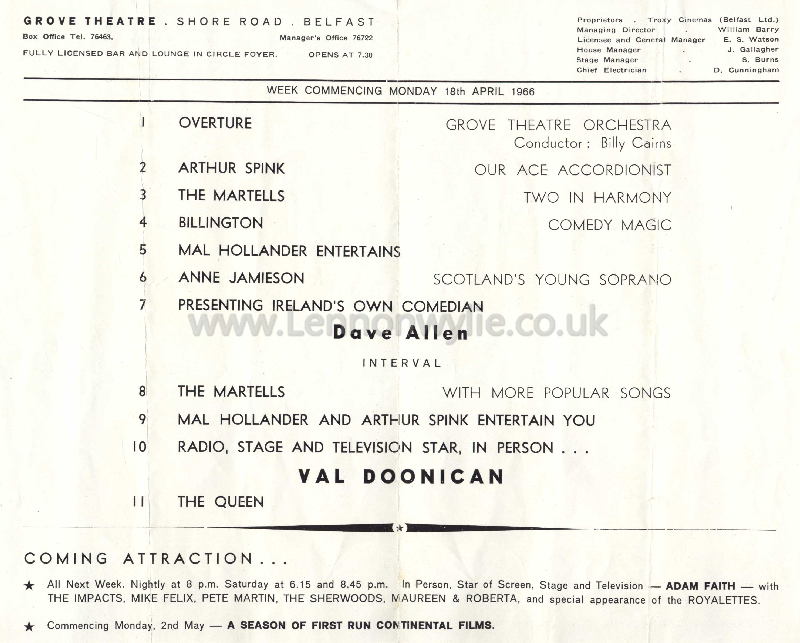 GROVE THEATRE . SHORE ROAD . BELFAST
Box Office Tel. 76463. Manager's Office 76722
FULLY LICENSED BAR AND LOUNGE IN CIRCLE FOYER. OPENS AT 7.30
Proprietors . Troxy Cinemas (Belfast Ltd.)
Managing Director . William Barry
Licensee and General Manager E. S. Watson
House Manager . J. Gallagher
Stage Manager . S. Burns
Chief Electrician . D. Cunningham
WEEK COMMENCING MONDAY 18th APRIL 1966
1 OVERTURE GROVE THEATRE ORCHESTRA
Conductor : Billy Cairns
2 ARTHUR SPINK OUR ACE ACCORDIONIST
3 THE MARTELLS TWO IN HARMONY
4 BILLINGTON COMEDY MAGIC
5 MAL HOLLANDER ENTERTAINS
6 ANNE JAMIESON SCOTLAND'S YOUNG SOPRANO
7 PRESENTING IRELAND'S OWN COMEDIAN
www.Lennonwylie.co.uk
Dave Allen
INTERVAL
8 THE MARTELLS WITH MORE POPULAR SONGS
9 MAL HOLLANDER AND ARTHUR SPINK ENTERTAIN YOU
10 RADIO, STAGE AND TELEVISION STAR, IN PERSON . . .
VAL DOONICAN
11 THE QUEEN
COMING ATTRACTION . . .
★ All Next Week. Nightly at 8 p.m. Saturday at 6.15 and 8.45 p.m. In Person, Star of Screen, Stage and Television — ADAM FAITH — with
THE IMPACTS, MIKE FELIX, PETE MARTIN, THE SHERWOODS, MAUREEN & ROBERTA, and special appearance of the ROYALETTES.
★ Commencing Monday, 2nd May — A SEASON OF FIRST RUN CONTINENTAL FILMS.